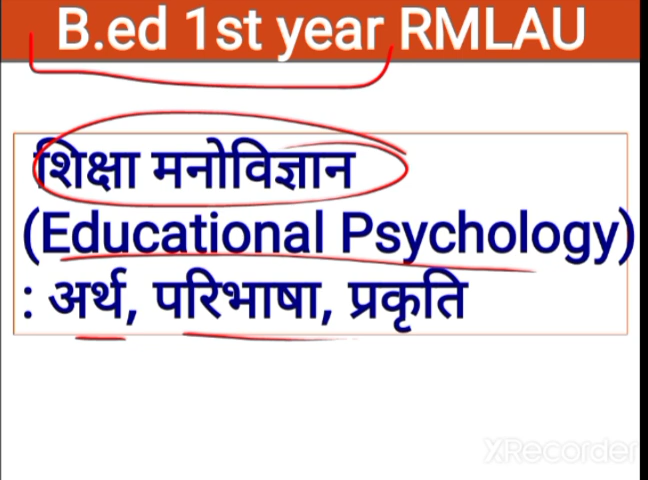 B.ed 1st year RMLAU
शिक्षा मनोविज्ञान
(Educational Psychology)
: अर्थ, परिभाषा, प्रकृति
XRecorder